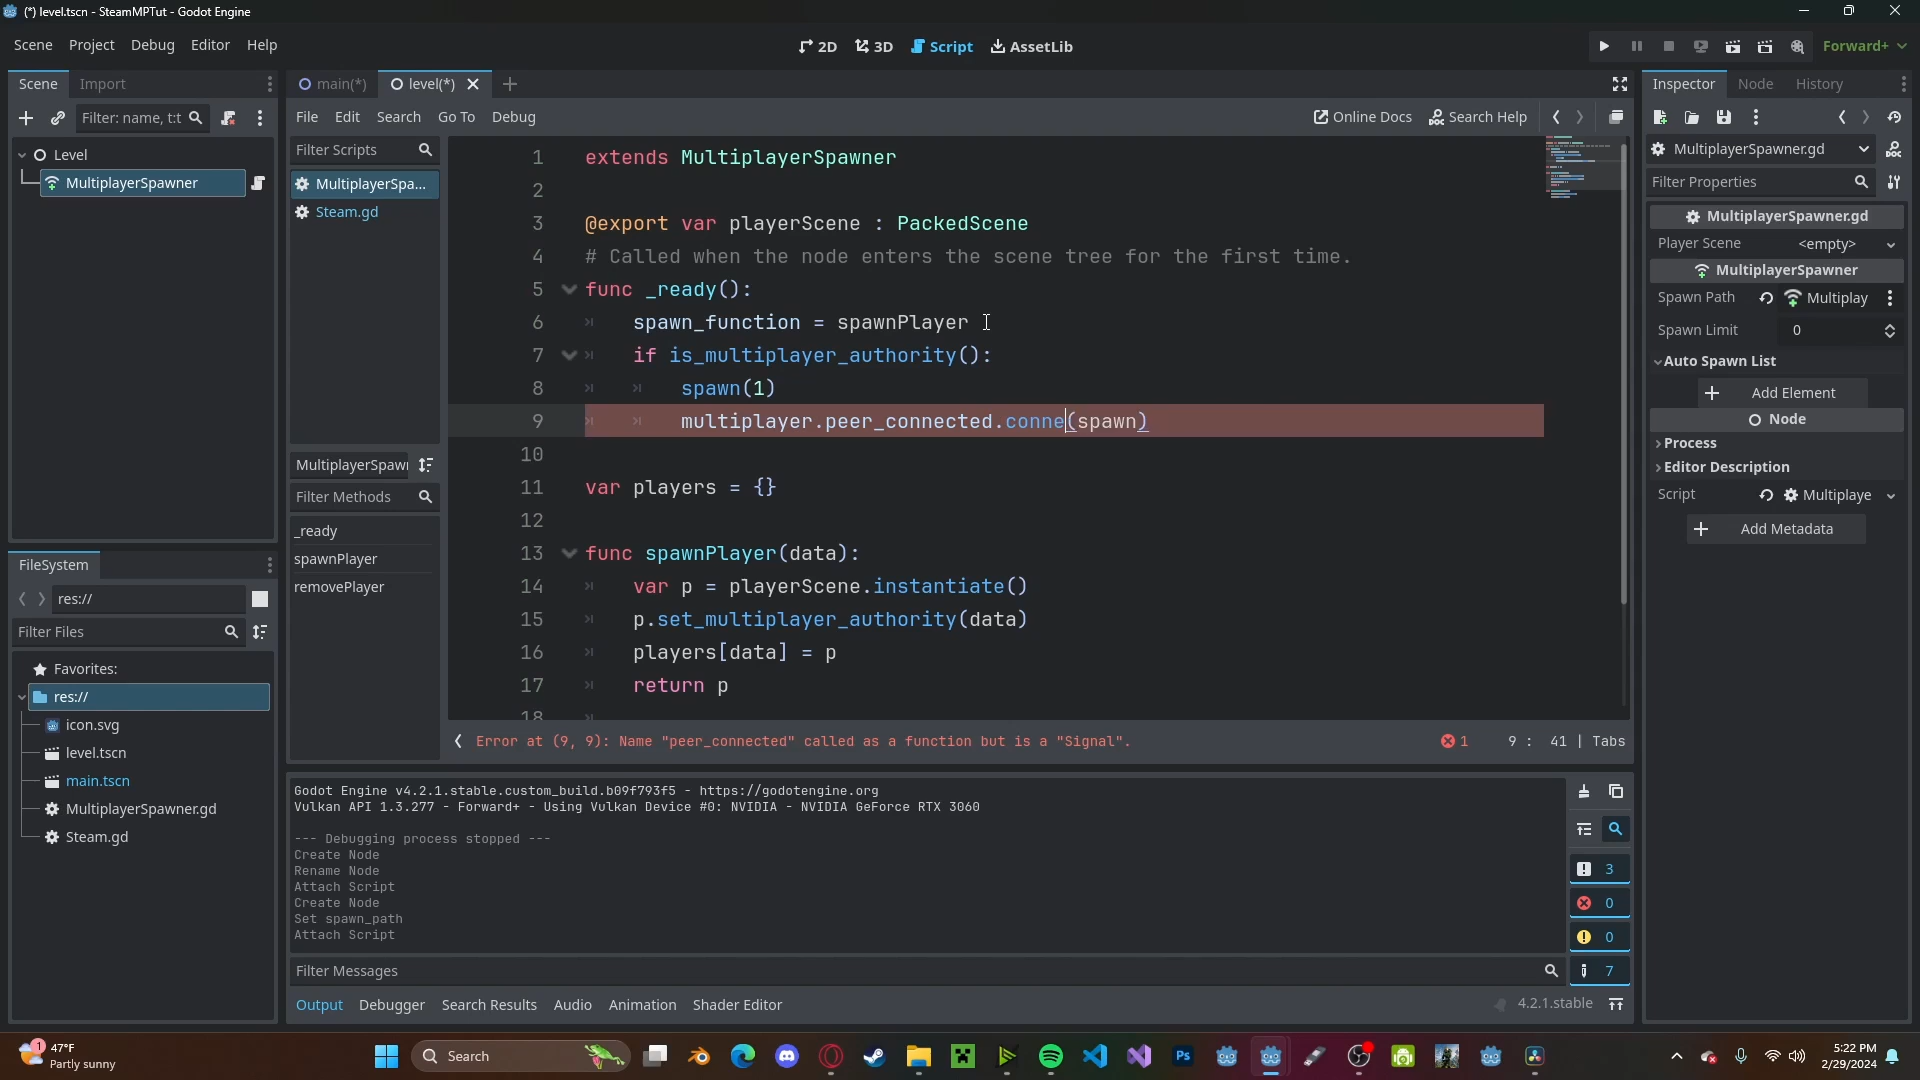 (*) level.tscn - SteamMPTut - Godot Engine
Scene Project Debug Editor Help
2D 3D Script AssetLib
Forward+
Scene Import
main(*) level(*)
Inspector Node History
Filter: name, t:t
File Edit Search Go To Debug
Online Docs Search Help
Filter Scripts
MultiplayerSpa...
Steam.gd
Level
MultiplayerSpawner
1 extends MultiplayerSpawner
2
3 @export var playerScene : PackedScene
4 # Called when the node enters the scene tree for the first time.
5 func _ready():
6 spawn_function = spawnPlayer
7 if is_multiplayer_authority():
8 spawn(1)
9 multiplayer.peer_connected.conne(spawn)
10
11 var players = {}
12
13 func spawnPlayer(data):
14 var p = playerScene.instantiate()
15 p.set_multiplayer_authority(data)
16 players[data] = p
17 return p
18
MultiplayerSpawn
Filter Methods
_ready
spawnPlayer
removePlayer
Error at (9, 9): Name "peer_connected" called as a function but is a "Signal".
1 9 : 41 | Tabs
MultiplayerSpawner.gd
Filter Properties
MultiplayerSpawner.gd
Player Scene <empty>
MultiplayerSpawner
Spawn Path Multiplay
Spawn Limit 0
Auto Spawn List
Add Element
Node
Process
Editor Description
Script Multiplaye
Add Metadata
FileSystem
res://
Filter Files
Favorites:
res://
icon.svg
level.tscn
main.tscn
MultiplayerSpawner.gd
Steam.gd
Godot Engine v4.2.1.stable.custom_build.b09f793f5 - https://godotengine.org
Vulkan API 1.3.277 - Forward+ - Using Vulkan Device #0: NVIDIA - NVIDIA GeForce RTX 3060
--- Debugging process stopped ---
Create Node
Rename Node
Attach Script
Create Node
Set spawn_path
Attach Script
3
0
0
7
Filter Messages
Output Debugger Search Results Audio Animation Shader Editor
4.2.1.stable
1
47°F
Partly sunny
Search
Ps
5:22 PM
2/29/2024